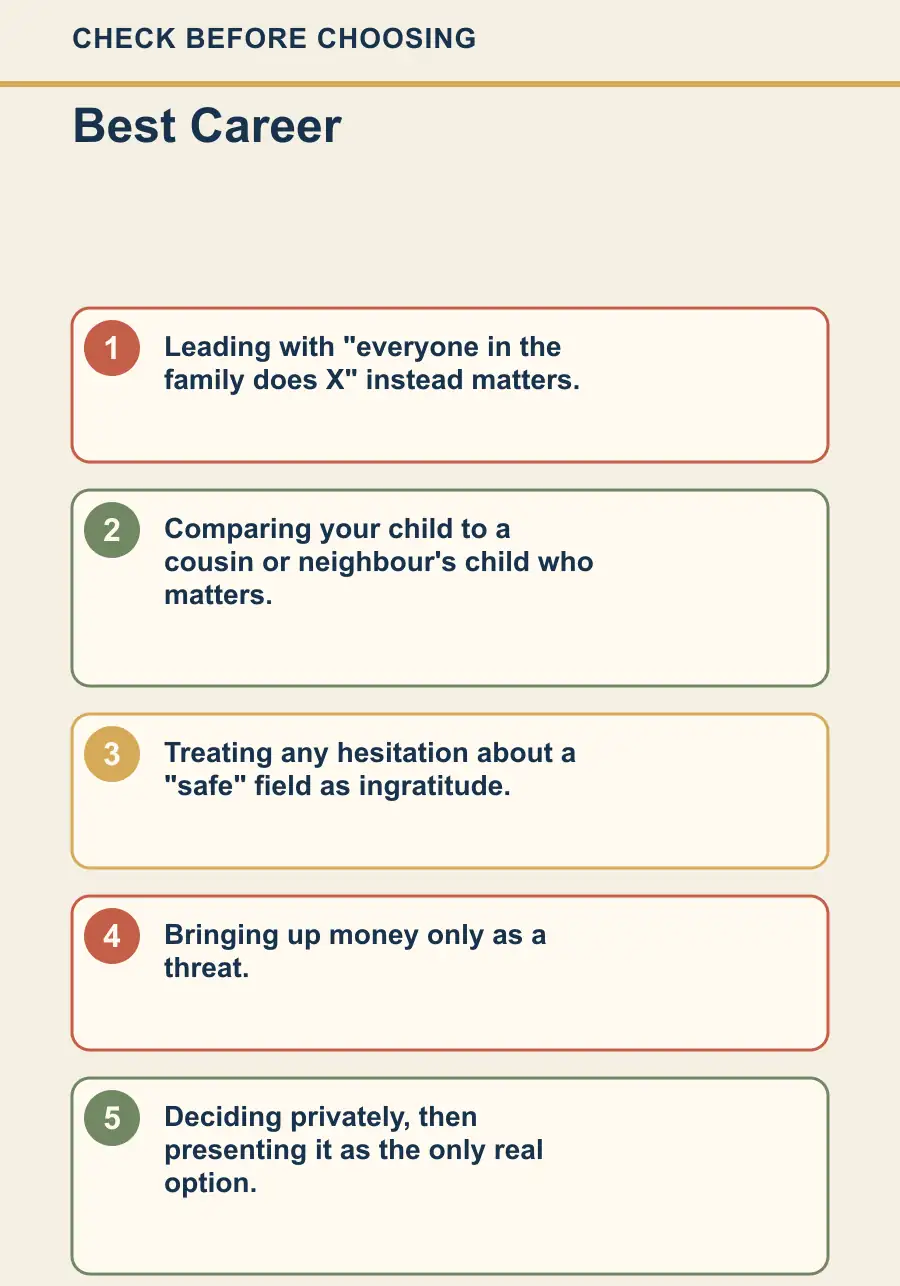 CHECK BEFORE CHOOSING
Best Career
1
Leading with "everyone in the
family does X" instead matters.
2
Comparing your child to a
cousin or neighbour's child who
matters.
3
Treating any hesitation about a
"safe" field as ingratitude.
4
Bringing up money only as a
threat.
5
Deciding privately, then
presenting it as the only real
option.